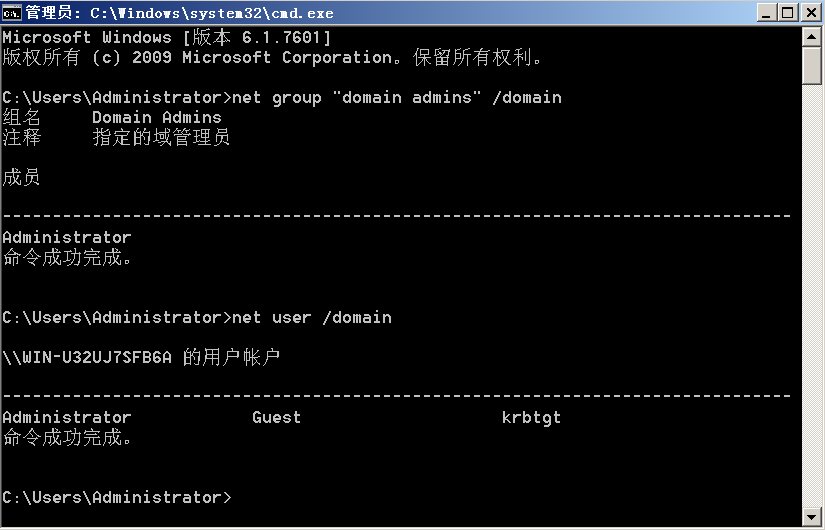 管理员: C:\Windows\system32\cmd.exe
Microsoft Windows [版本 6.1.7601]
版权所有 (c) 2009 Microsoft Corporation。保留所有权利。
C:\Users\Administrator>net group "domain admins" /domain
组名     Domain Admins
注释     指定的域管理员
成员
-------------------------------------------------------------------------------
Administrator
命令成功完成。
C:\Users\Administrator>net user /domain
\\WIN-U32UJ7SFB6A 的用户帐户
-------------------------------------------------------------------------------
Administrator            Guest                    krbtgt
命令成功完成。
C:\Users\Administrator>